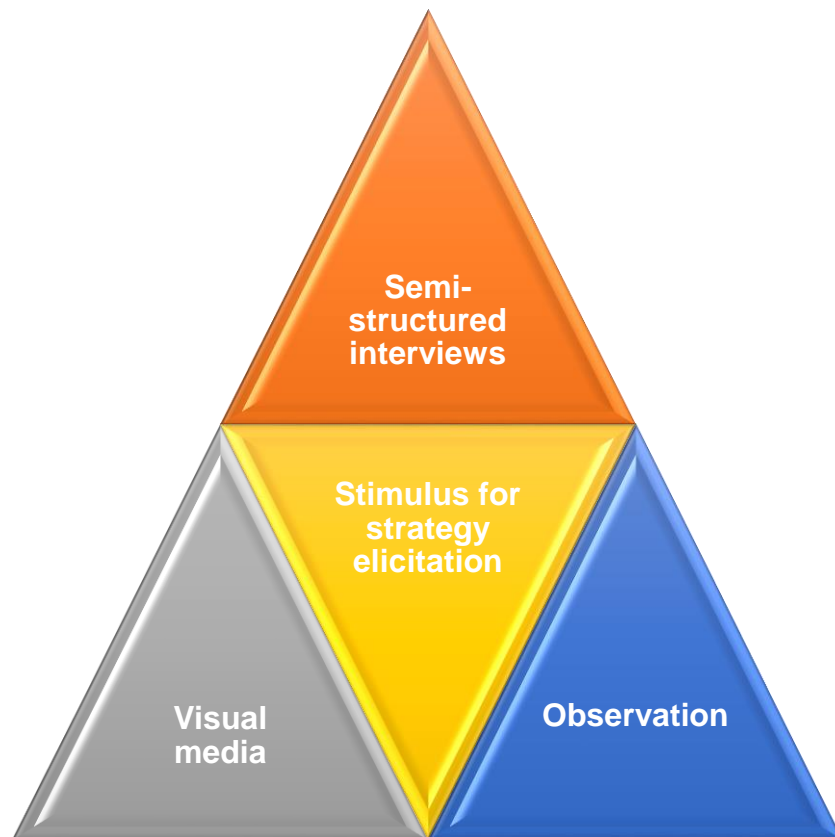 Semi-
structured
interviews
Stimulus for
strategy
elicitation
Visual
media
Observation